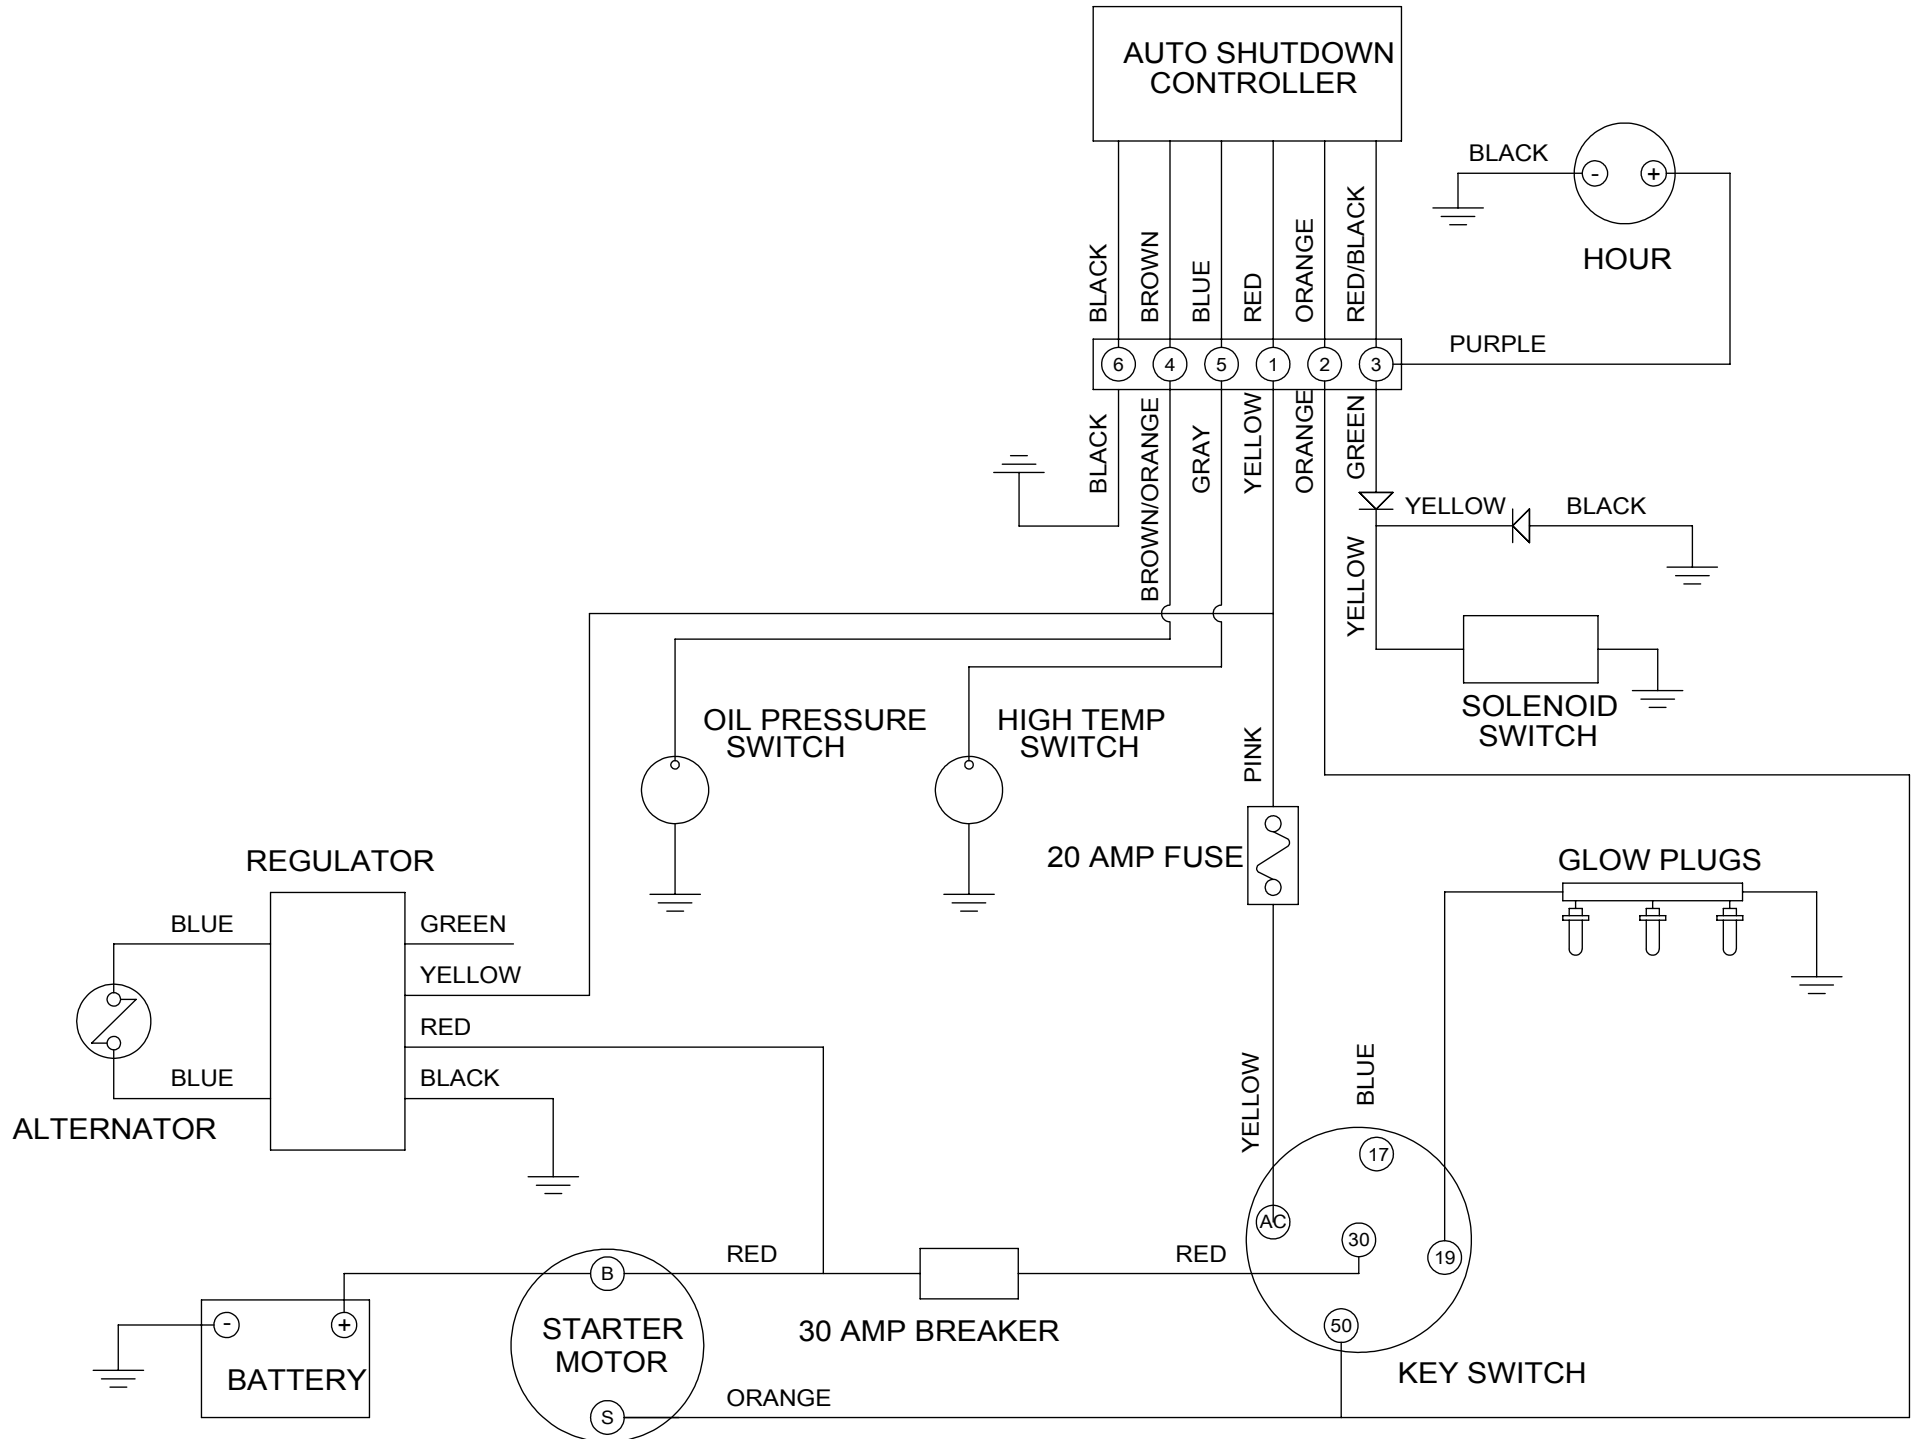 AUTO SHUTDOWN
CONTROLLER
BLACK
- +
HOUR
BLACK
BROWN
BLUE
RED
ORANGE
RED/BLACK
PURPLE
6 4 5 1 2 3
BLACK
BROWN/ORANGE
GRAY
YELLOW
ORANGE
GREEN
YELLOW
BLACK
YELLOW
SOLENOID
SWITCH
OIL PRESSURE
SWITCH
HIGH TEMP
SWITCH
PINK
20 AMP FUSE
GLOW PLUGS
REGULATOR
BLUE
GREEN
YELLOW
RED
BLUE
BLACK
ALTERNATOR
YELLOW
BLUE
17
AC
30
19
50
KEY SWITCH
RED
RED
30 AMP BREAKER
B
STARTER
MOTOR
S
ORANGE
- +
BATTERY